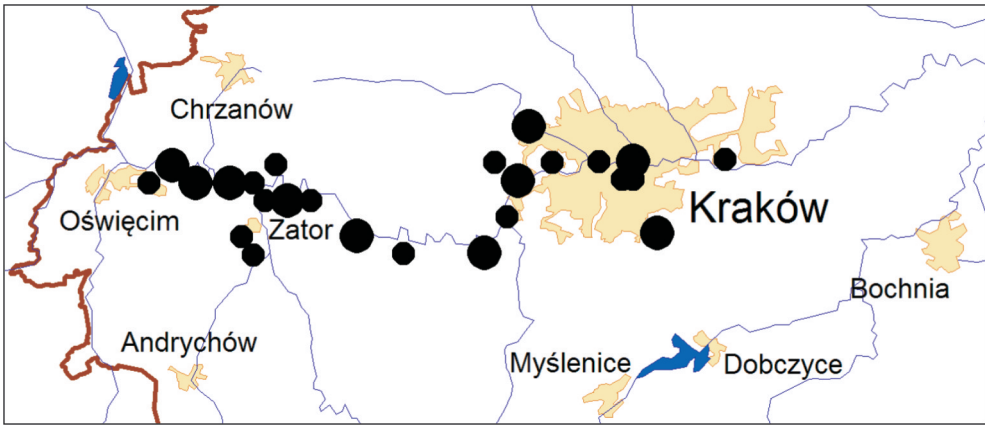 Chrzanów
Oświęcim
Zator
Kraków
Bochnia
Andrychów
Myślenice
Dobczyce